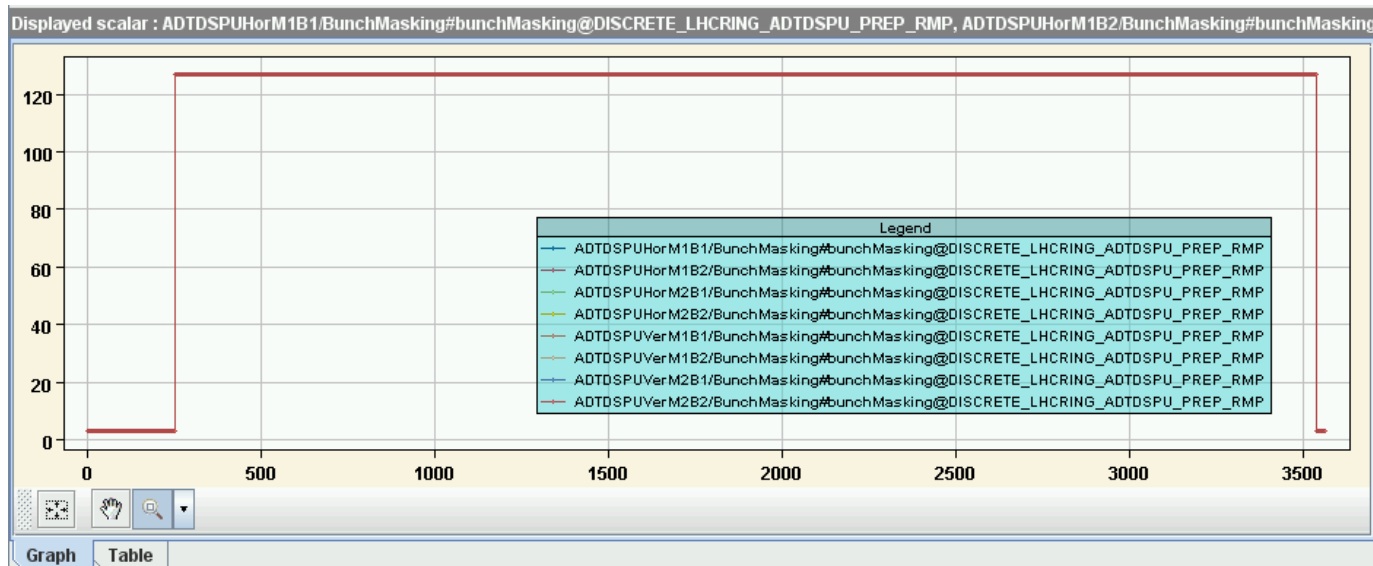 Displayed scalar : ADTDSPUHorM1B1/BunchMasking#bunchMasking@DISCRETE_LHCRING_ADTDSPU_PREP_RMP, ADTDSPUHorM1B2/BunchMasking#bunchMasking
120
100
80
60
40
20
0
Legend
ADTDSPUHorM1B1/BunchMasking#bunchMasking@DISCRETE_LHCRING_ADTDSPU_PREP_RMP
ADTDSPUHorM1B2/BunchMasking#bunchMasking@DISCRETE_LHCRING_ADTDSPU_PREP_RMP
ADTDSPUHorM2B1/BunchMasking#bunchMasking@DISCRETE_LHCRING_ADTDSPU_PREP_RMP
ADTDSPUHorM2B2/BunchMasking#bunchMasking@DISCRETE_LHCRING_ADTDSPU_PREP_RMP
ADTDSPUVerM1B1/BunchMasking#bunchMasking@DISCRETE_LHCRING_ADTDSPU_PREP_RMP
ADTDSPUVerM1B2/BunchMasking#bunchMasking@DISCRETE_LHCRING_ADTDSPU_PREP_RMP
ADTDSPUVerM2B1/BunchMasking#bunchMasking@DISCRETE_LHCRING_ADTDSPU_PREP_RMP
ADTDSPUVerM2B2/BunchMasking#bunchMasking@DISCRETE_LHCRING_ADTDSPU_PREP_RMP
0 500 1000 1500 2000 2500 3000 3500
Graph Table